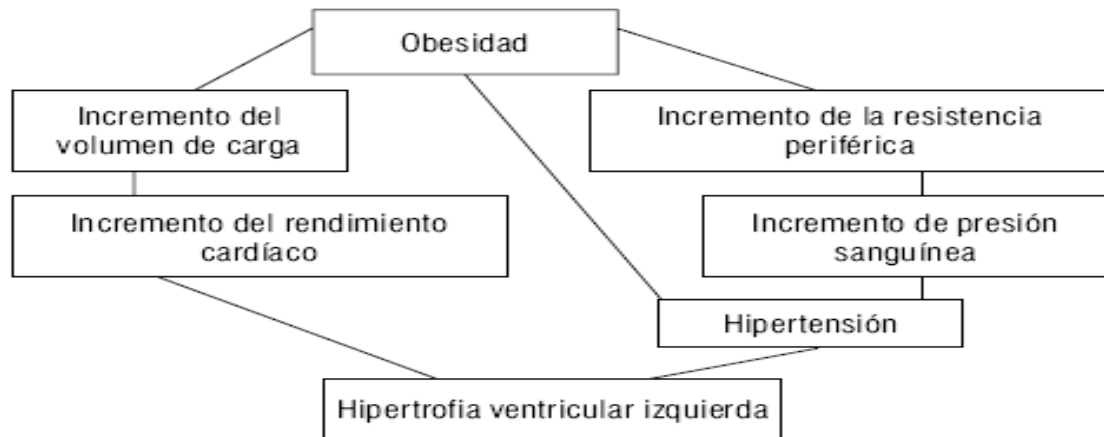 Obesidad
Incremento del
volumen de carga
Incremento de la resistencia
periférica
Incremento del rendimiento
cardíaco
Incremento de presión
sanguínea
Hipertensión
Hipertrofia ventricular izquierda